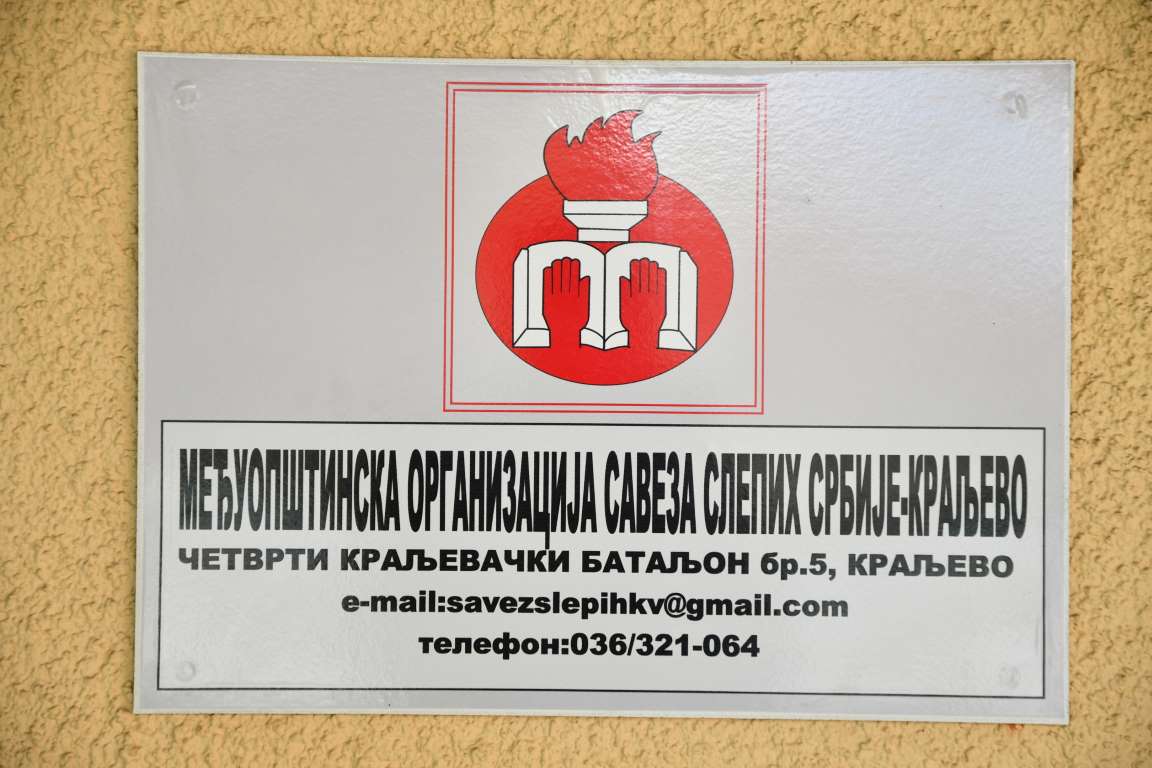 МЕЂУОПШТИНСКА ОРГАНИЗАЦИЈА САВЕЗА СЛЕПИХ СРБИЈЕ-КРАЉЕВО
ЧЕТВРТИ КРАЉЕВАЧКИ БАТАЉОН бр.5, КРАЉЕВО
e-mail:savezslepihkv@gmail.com
телефон:036/321-064